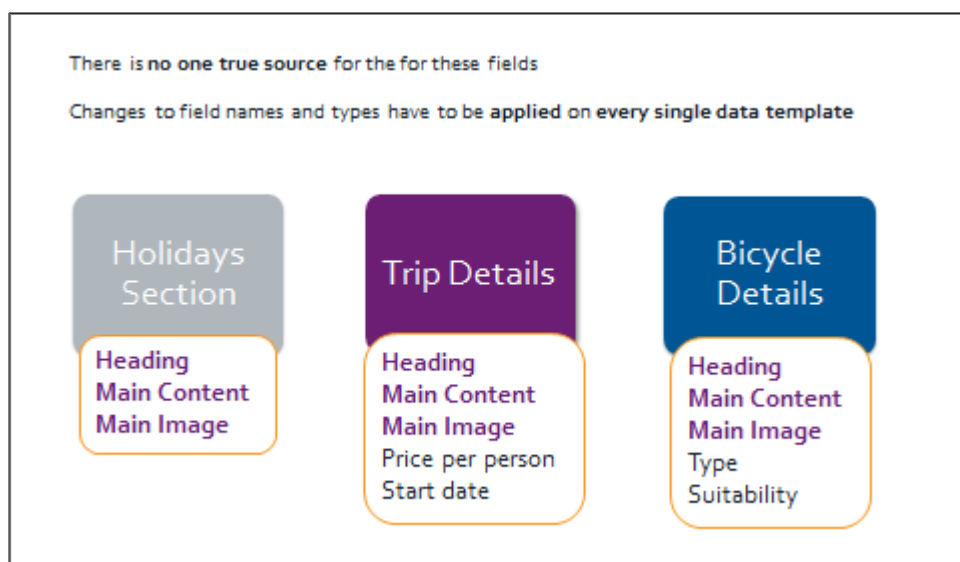 There is no one true source for the for these fields
Changes to field names and types have to be applied on every single data template
Holidays
Section
Heading
Main Content
Main Image
Trip Details
Heading
Main Content
Main Image
Price per person
Start date
Bicycle
Details
Heading
Main Content
Main Image
Type
Suitability